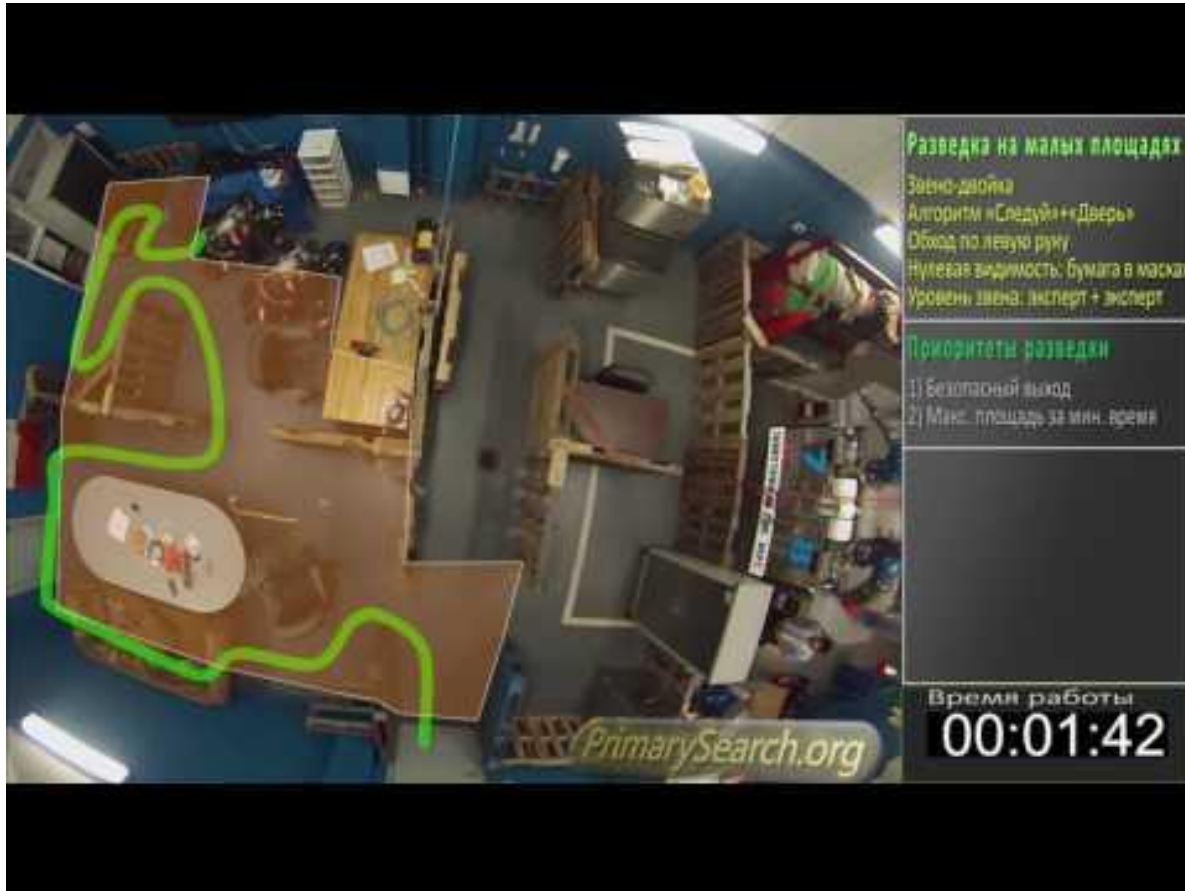 Разведка на малых площадях
Звено-двойка
Алгоритм «Следуй»+«Дверь»
Обход по левую руку
Нулевая видимость: бумага в маска
Уровень звена: эксперт + эксперт
Приоритеты разведки
1) Безопасный выход
2) Макс. площадь за мин. время
Время работы
00:01:42
PrimarySearch.org